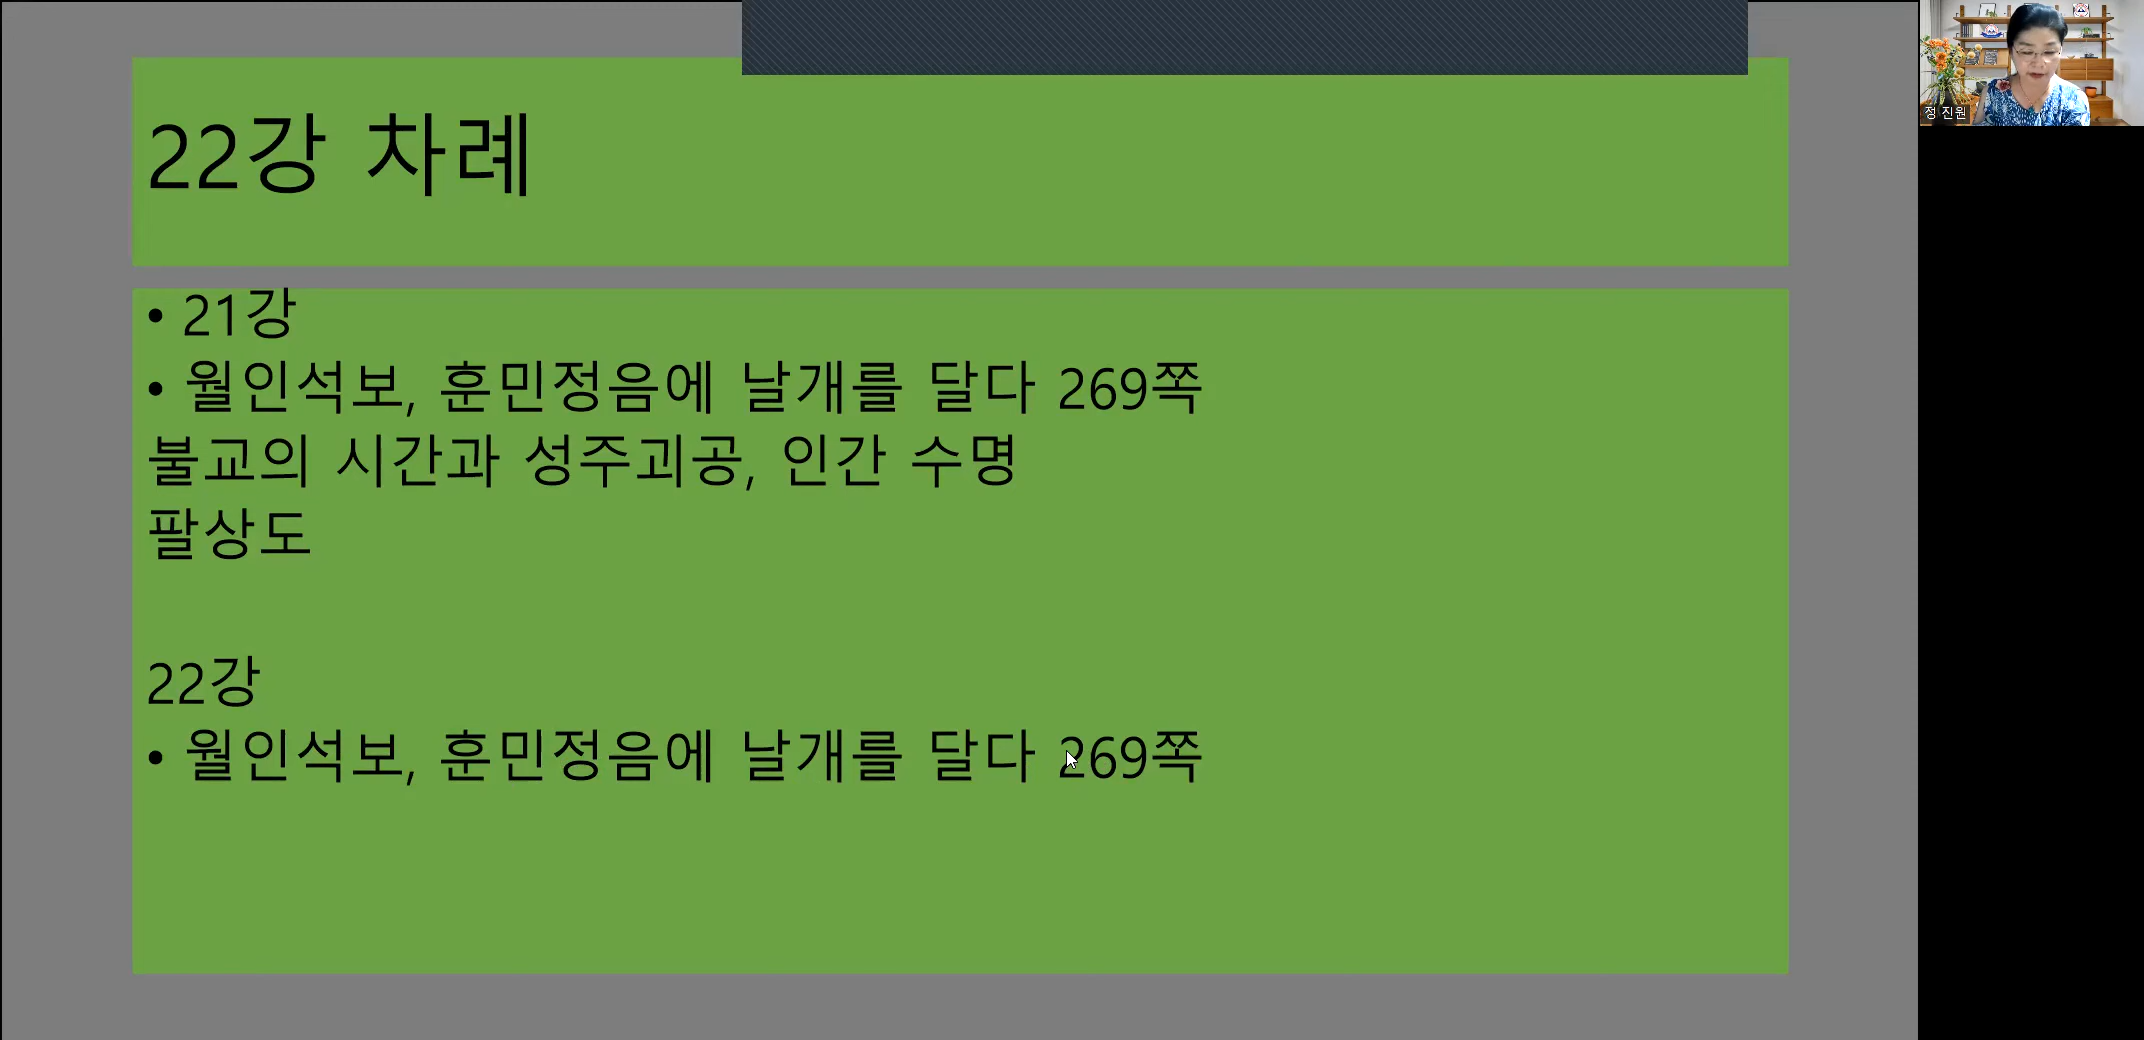 22강 차례
• 21강
• 월인석보, 훈민정음에 날개를 달다 269쪽
불교의 시간과 성주괴공, 인간 수명
팔상도
22강
• 월인석보, 훈민정음에 날개를 달다 269쪽
정 진원